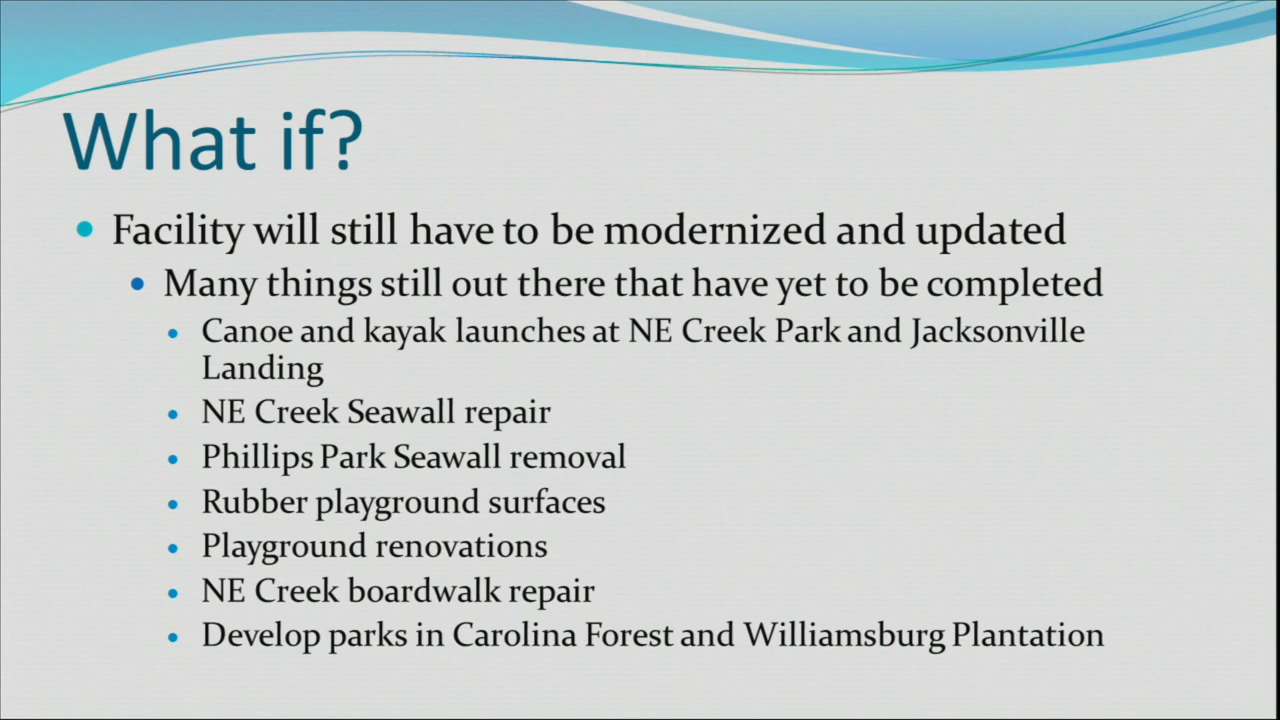 What if?
Facility will still have to be modernized and updated
Many things still out there that have yet to be completed
Canoe and kayak launches at NE Creek Park and Jacksonville
Landing
NE Creek Seawall repair
Phillips Park Seawall removal
Rubber playground surfaces
Playground renovations
NE Creek boardwalk repair
Develop parks in Carolina Forest and Williamsburg Plantation